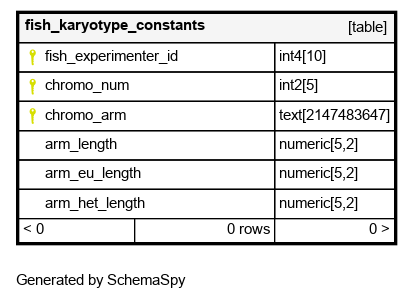 fish_karyotype_constants [table]
fish_experimenter_id int4[10]
chromo_num int2[5]
chromo_arm text[2147483647]
arm_length numeric[5,2]
arm_eu_length numeric[5,2]
arm_het_length numeric[5,2]
< 0 0 rows 0 >
Generated by SchemaSpy